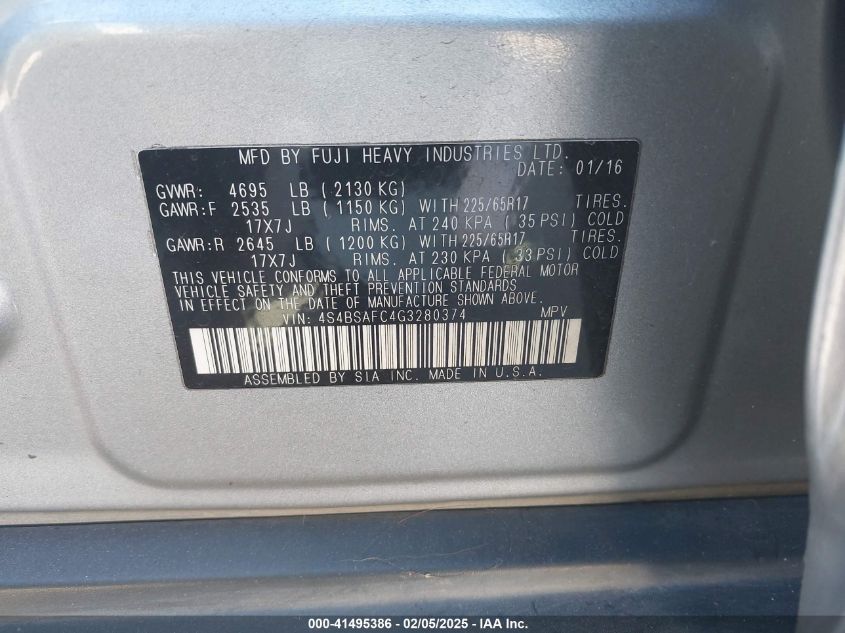 MFD BY FUJI HEAVY INDUSTRIES LTD.
DATE: 01/16
GVWR: 4695 LB ( 2130 KG)
GAWR:F 2535 LB ( 1150 KG) WITH 225/65R17 TIRES.
17X7J RIMS. AT 240 KPA ( 35 PSI) COLD
GAWR:R 2645 LB ( 1200 KG) WITH 225/65R17 TIRES.
17X7J RIMS. AT 230 KPA ( 33 PSI) COLD
THIS VEHICLE CONFORMS TO ALL APPLICABLE FEDERAL MOTOR
VEHICLE SAFETY AND THEFT PREVENTION STANDARDS
IN EFFECT ON THE DATE OF MANUFACTURE SHOWN ABOVE.
VIN: 4S4BSAFC4G3280374 MPV
ASSEMBLED BY SIA INC. MADE IN U.S.A.
000-41495386 - 02/05/2025 - IAA Inc.